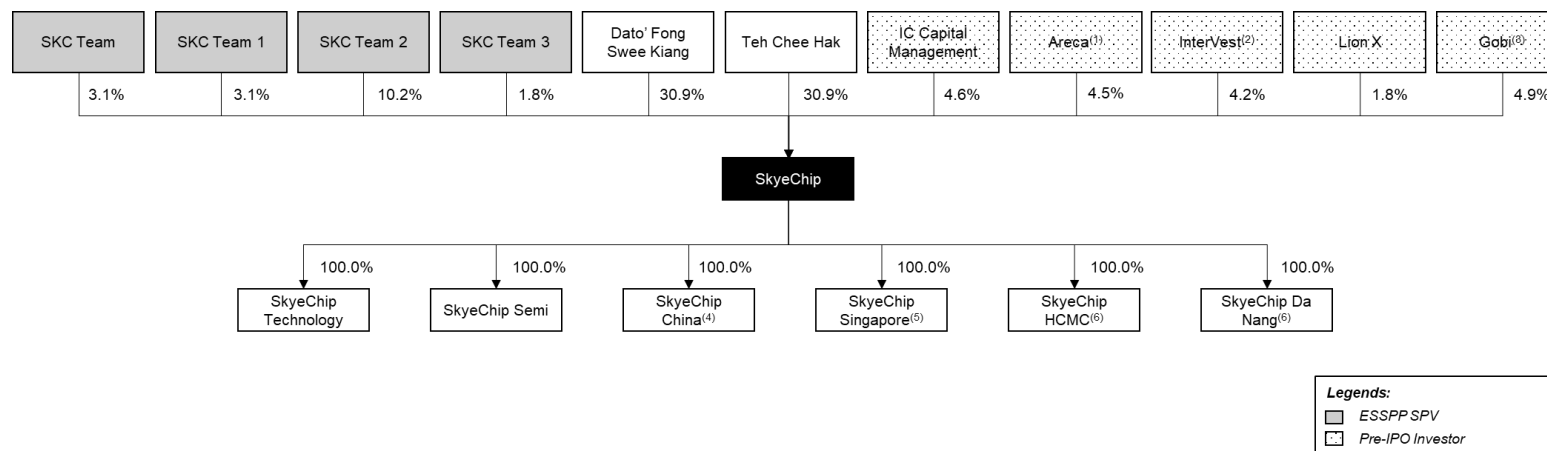 SKC Team
SKC Team 1
SKC Team 2
SKC Team 3
Dato’ Fong
Swee Kiang
Teh Chee Hak
IC Capital
Management
Areca(1)
InterVest(2)
Lion X
Gobi(8)
3.1%
3.1%
10.2%
1.8%
30.9%
30.9%
4.6%
4.5%
4.2%
1.8%
4.9%
SkyeChip
100.0%
100.0%
100.0%
100.0%
100.0%
100.0%
SkyeChip
Technology
SkyeChip Semi
SkyeChip
China(4)
SkyeChip
Singapore(5)
SkyeChip
HCMC(6)
SkyeChip Da
Nang(6)
Legends:
ESSPP SPV
Pre-IPO Investor